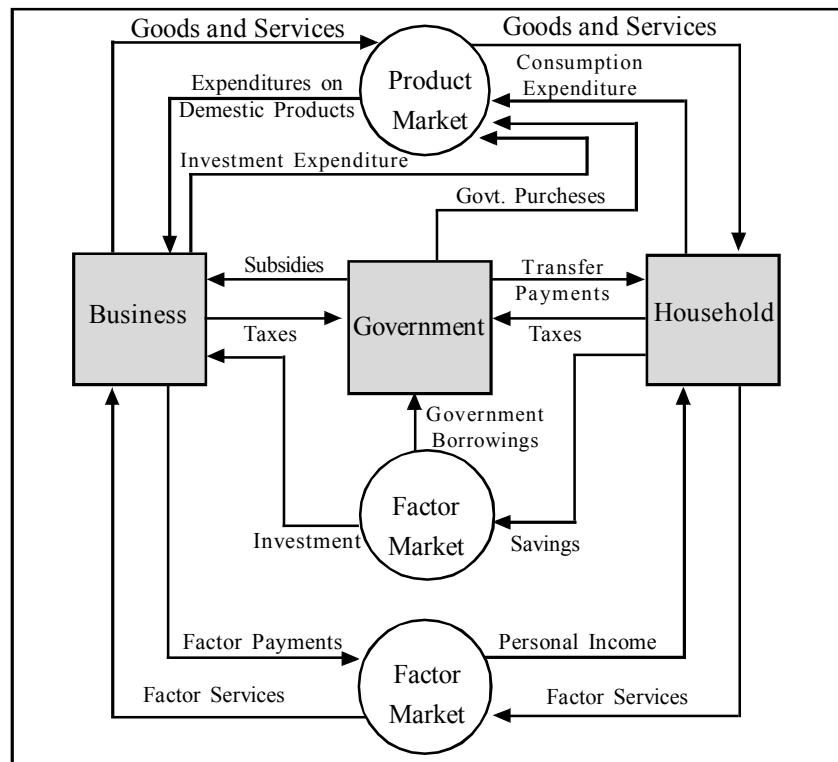 Goods and Services
Goods and Services
Product
Market
Expenditures on
Demestic Products
Consumption
Expenditure
Investment Expenditure
Govt. Purcheses
Subsidies
Transfer
Payments
Business
Government
Household
Taxes
Taxes
Government
Borrowings
Factor
Market
Investment
Savings
Factor Payments
Personal Income
Factor
Market
Factor Services
Factor Services